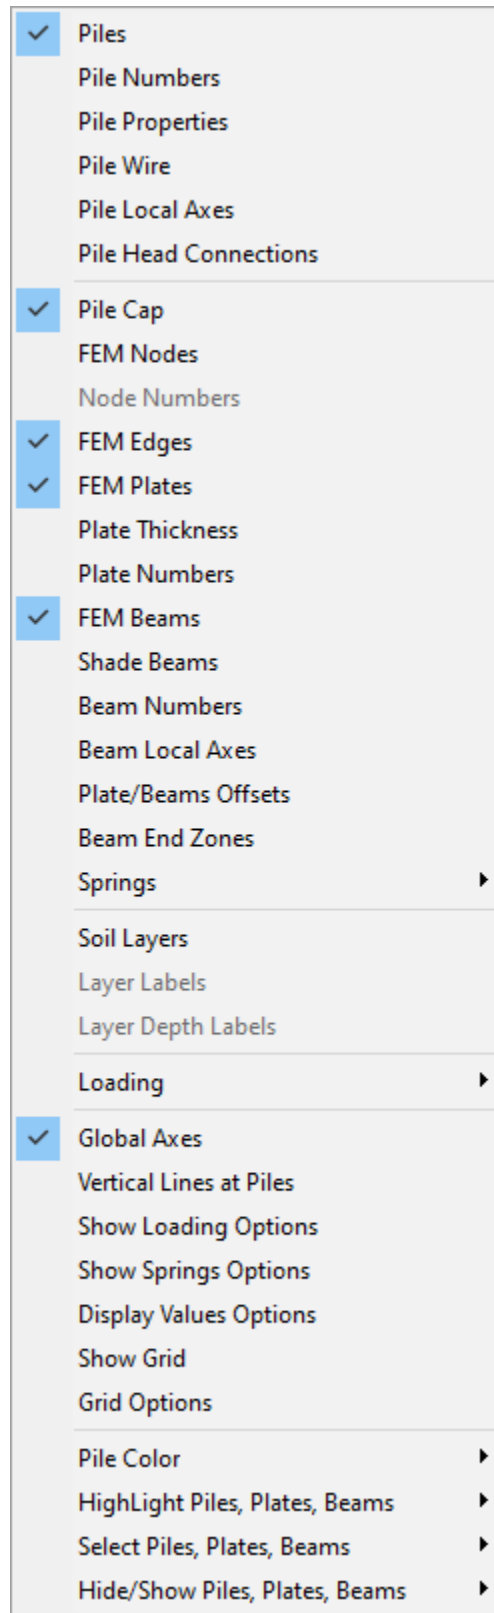 Piles
Pile Numbers
Pile Properties
Pile Wire
Pile Local Axes
Pile Head Connections
Pile Cap
FEM Nodes
Node Numbers
FEM Edges
FEM Plates
Plate Thickness
Plate Numbers
FEM Beams
Shade Beams
Beam Numbers
Beam Local Axes
Plate/Beams Offsets
Beam End Zones
Springs
Soil Layers
Layer Labels
Layer Depth Labels
Loading
Global Axes
Vertical Lines at Piles
Show Loading Options
Show Springs Options
Display Values Options
Show Grid
Grid Options
Pile Color
HighLight Piles, Plates, Beams
Select Piles, Plates, Beams
Hide/Show Piles, Plates, Beams